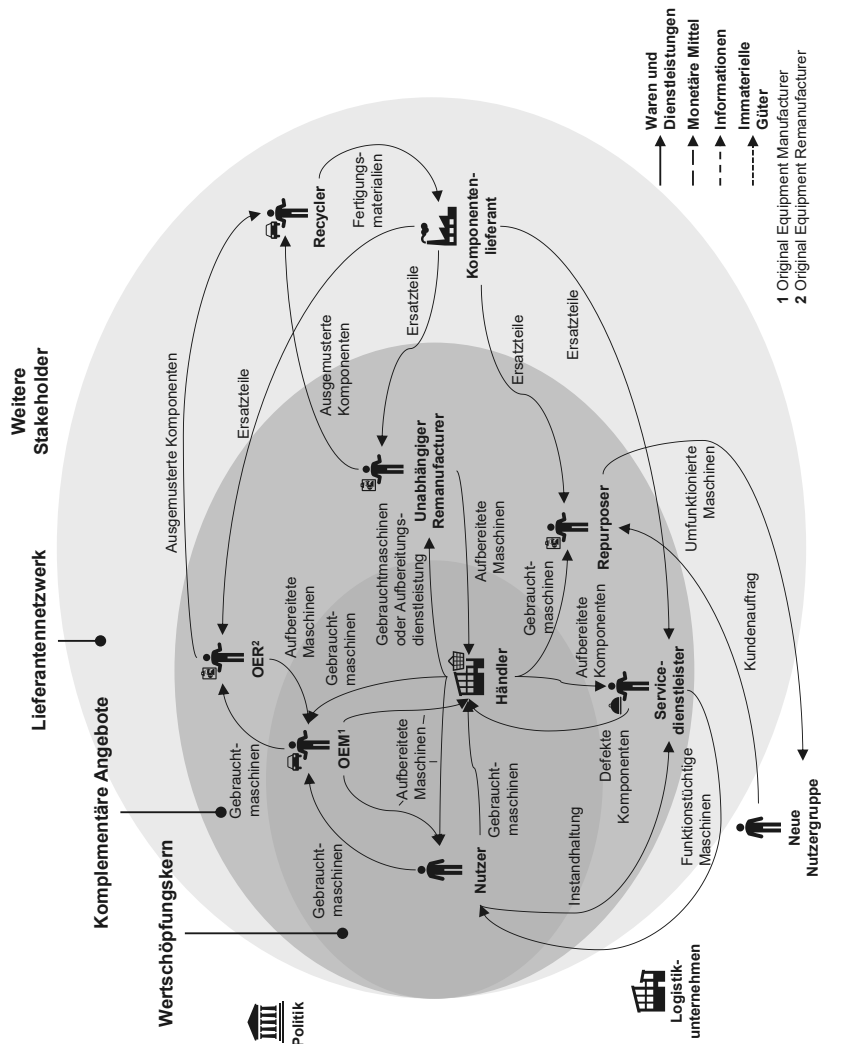 Weitere
Stakeholder
Lieferantennetzwerk
Komplementäre Angebote
Wertschöpfungskern
Politik
Ausgemusterte Komponenten
Gebraucht-
maschinen
OER²
Ersatzteile
Aufbereitete
Maschinen
Gebraucht-
maschinen
Gebraucht-
maschinen
OEM¹
Recycler
Ausgemusterte
Komponenten
Fertigungs-
materialien
Gebrauchtmaschinen
oder Aufbereitungs-
dienstleistung
Unabhängiger
Remanufacturer
Ersatzteile
Aufbereitete
Maschinen
Nutzer
Händler
Komponenten-
lieferant
Aufbereitete
Maschinen
Gebraucht-
maschinen
Gebraucht-
maschinen
Ersatzteile
Ersatzteile
Instandhaltung
Defekte
Komponenten
Aufbereitete
Komponenten
Repurposer
Service-
dienstleister
Funktionstüchtige
Maschinen
Umfunktionierte
Maschinen
Kundenauftrag
Logistik-
unternehmen
Neue
Nutzergruppe
Waren und
Dienstleistungen
Monetäre Mittel
Informationen
Immaterielle
Güter
1 Original Equipment Manufacturer
2 Original Equipment Remanufacturer